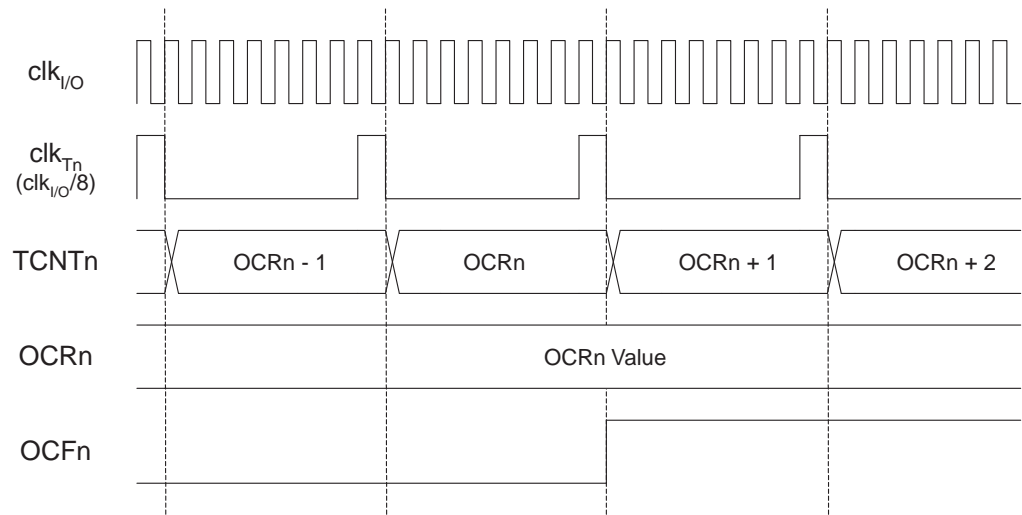 clkI/O
clkTn
(clkI/O/8)
TCNTn
OCRn - 1
OCRn
OCRn + 1
OCRn + 2
OCRn
OCRn Value
OCFn